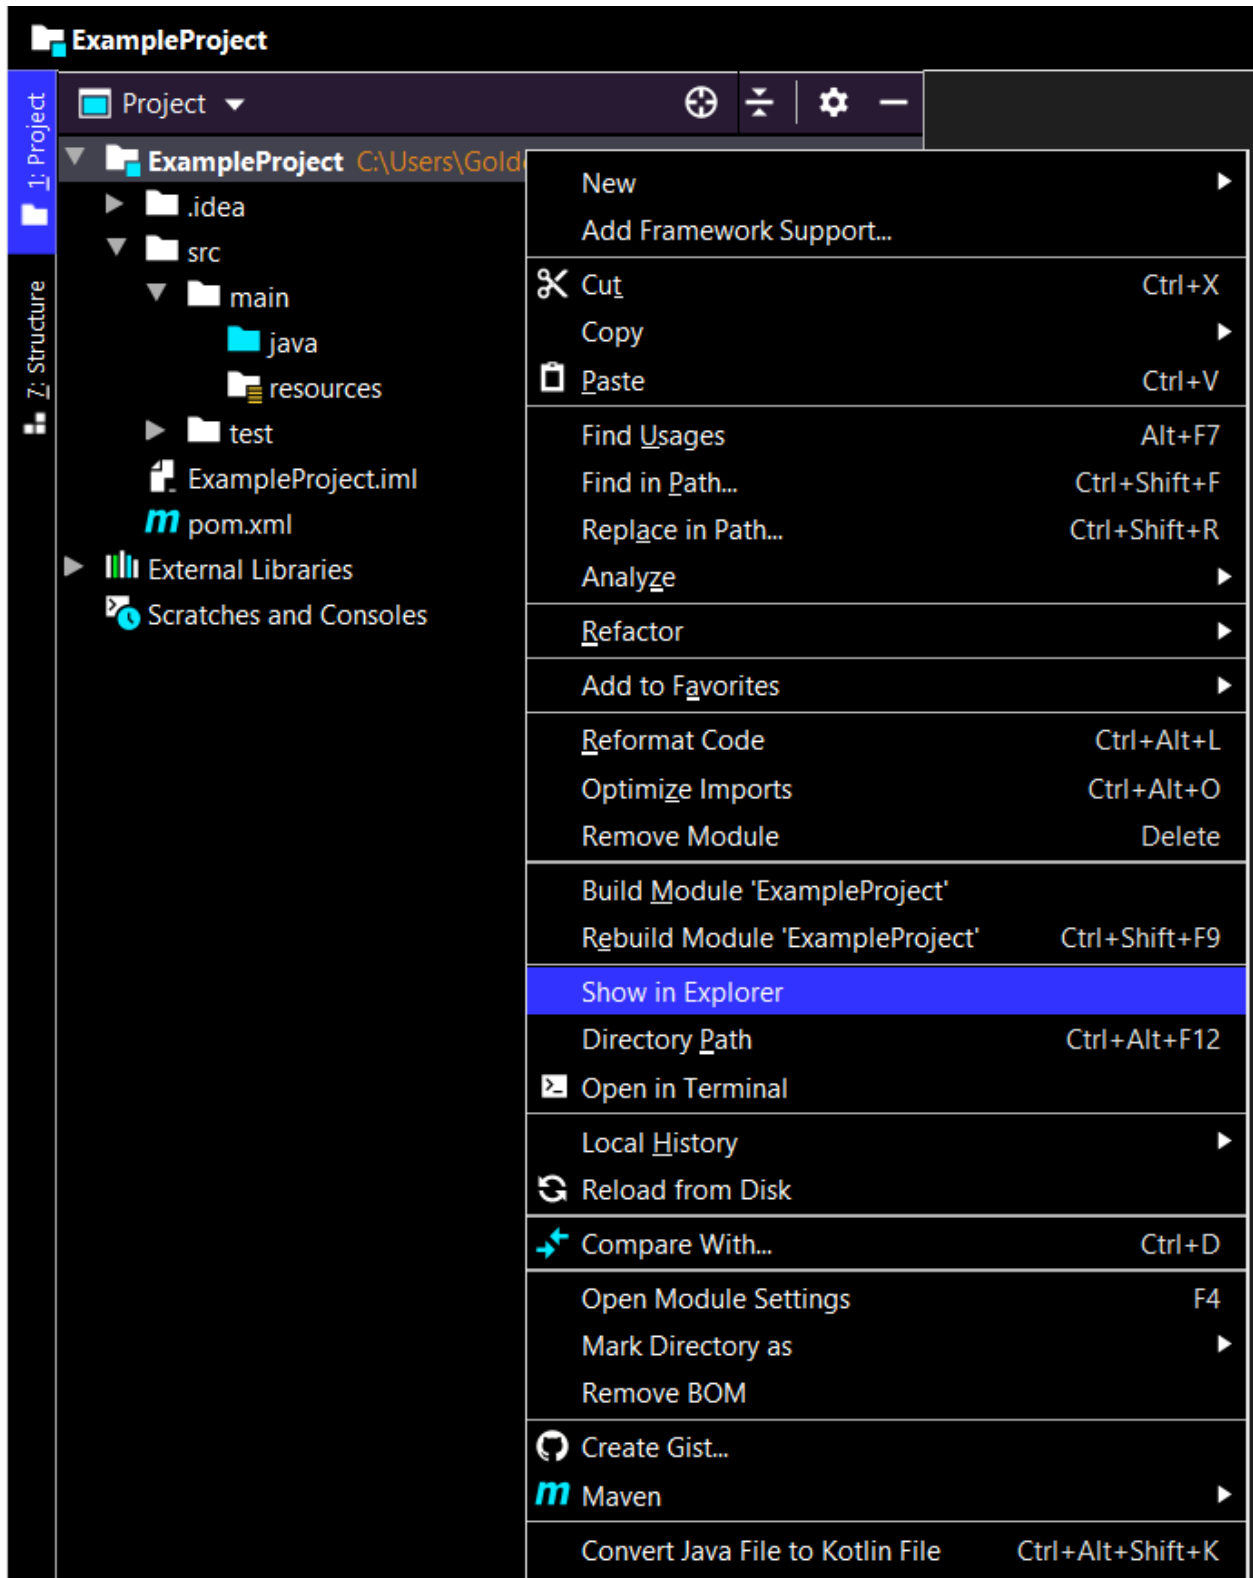 ExampleProject
1: Project
7: Structure
Project
ExampleProject C:\Users\Gold
.idea
src
main
java
resources
test
ExampleProject.iml
pom.xml
External Libraries
Scratches and Consoles
New
Add Framework Support...
Cut Ctrl+X
Copy
Paste Ctrl+V
Find Usages Alt+F7
Find in Path... Ctrl+Shift+F
Replace in Path... Ctrl+Shift+R
Analyze
Refactor
Add to Favorites
Reformat Code Ctrl+Alt+L
Optimize Imports Ctrl+Alt+O
Remove Module Delete
Build Module 'ExampleProject'
Rebuild Module 'ExampleProject' Ctrl+Shift+F9
Show in Explorer
Directory Path Ctrl+Alt+F12
Open in Terminal
Local History
Reload from Disk
Compare With... Ctrl+D
Open Module Settings F4
Mark Directory as
Remove BOM
Create Gist...
Maven
Convert Java File to Kotlin File Ctrl+Alt+Shift+K